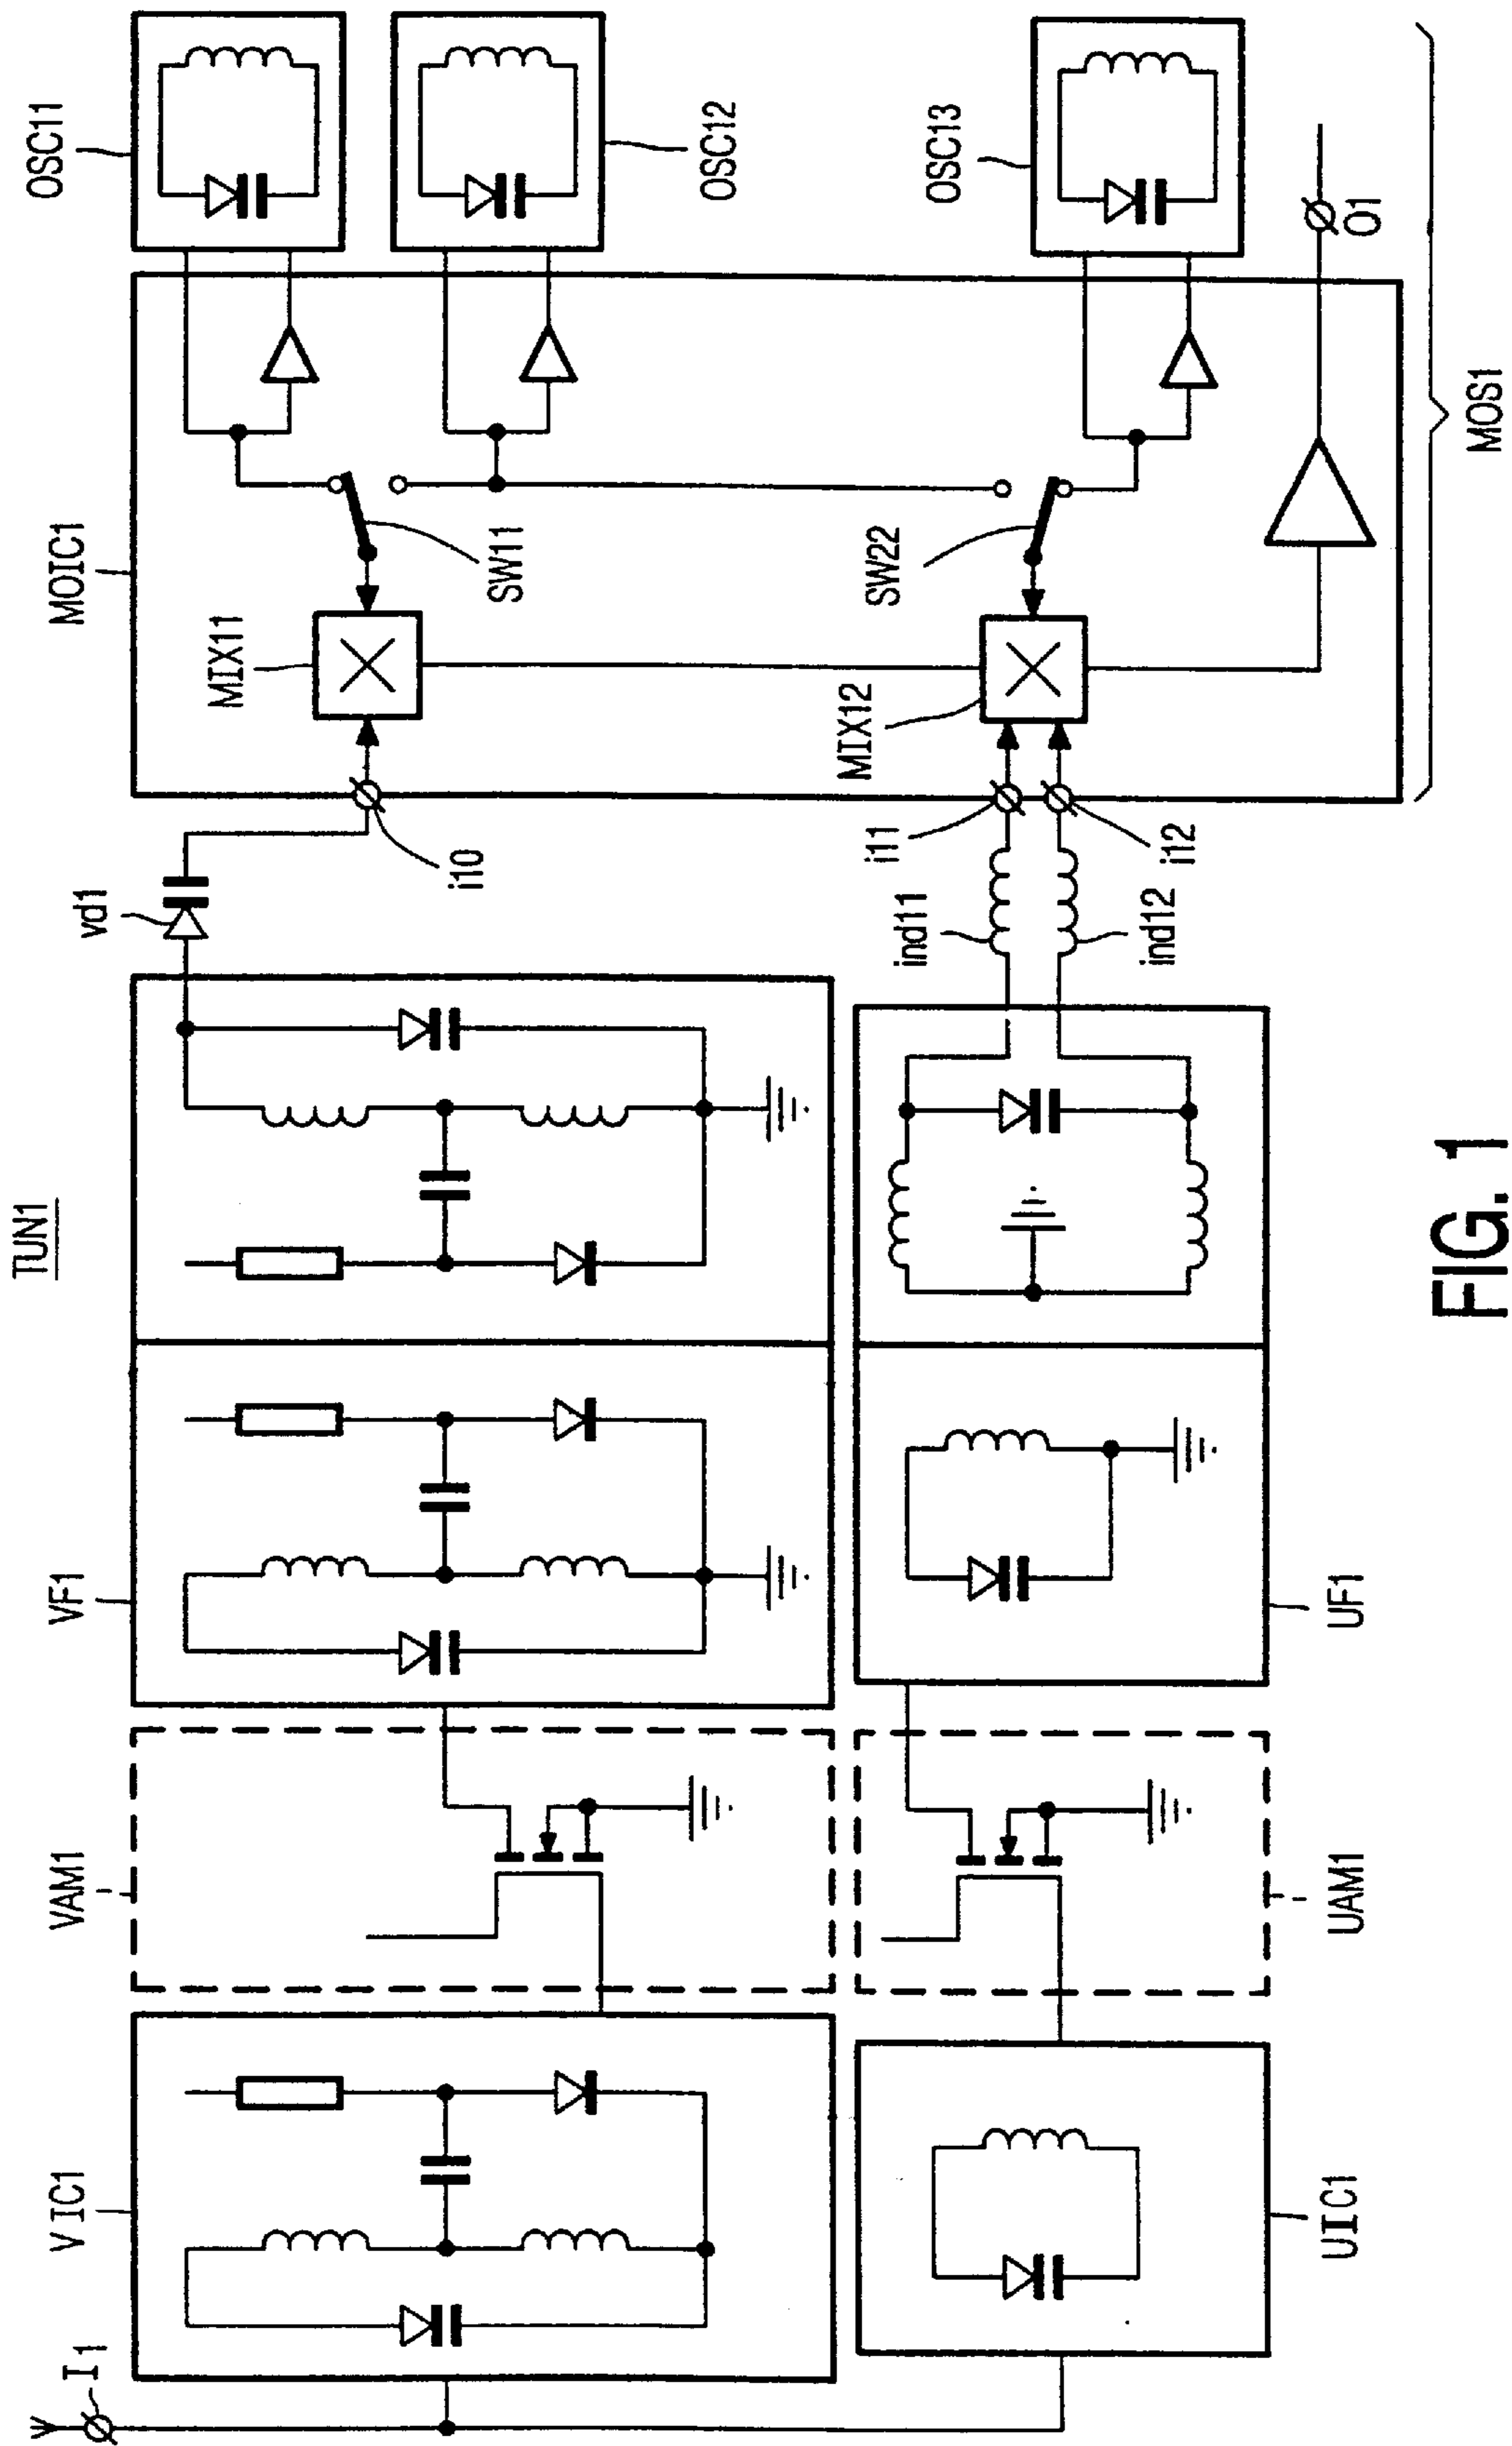 TUN1
I1
VIC1
VAM1
VF1
vd1
MOIC1
OSC11
OSC12
OSC13
MIX11
SW11
i10
MIX12
SW22
i11
i12
ind11
ind12
O1
MOS1
UIC1
UAM1
UF1
FIG. 1